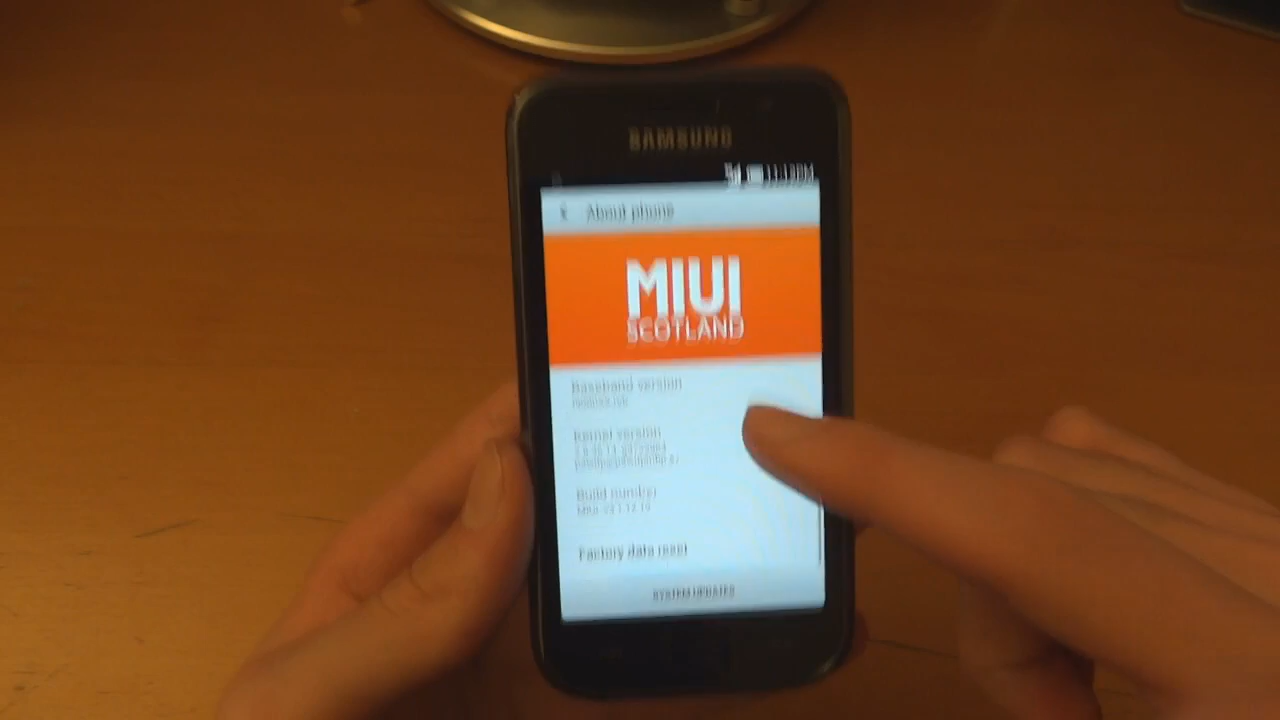 SAMSUNG
About phone
MIUI
SCOTLAND
Baseband version
Kernel version
Build number
Factory data reset
SYSTEM UPDATES